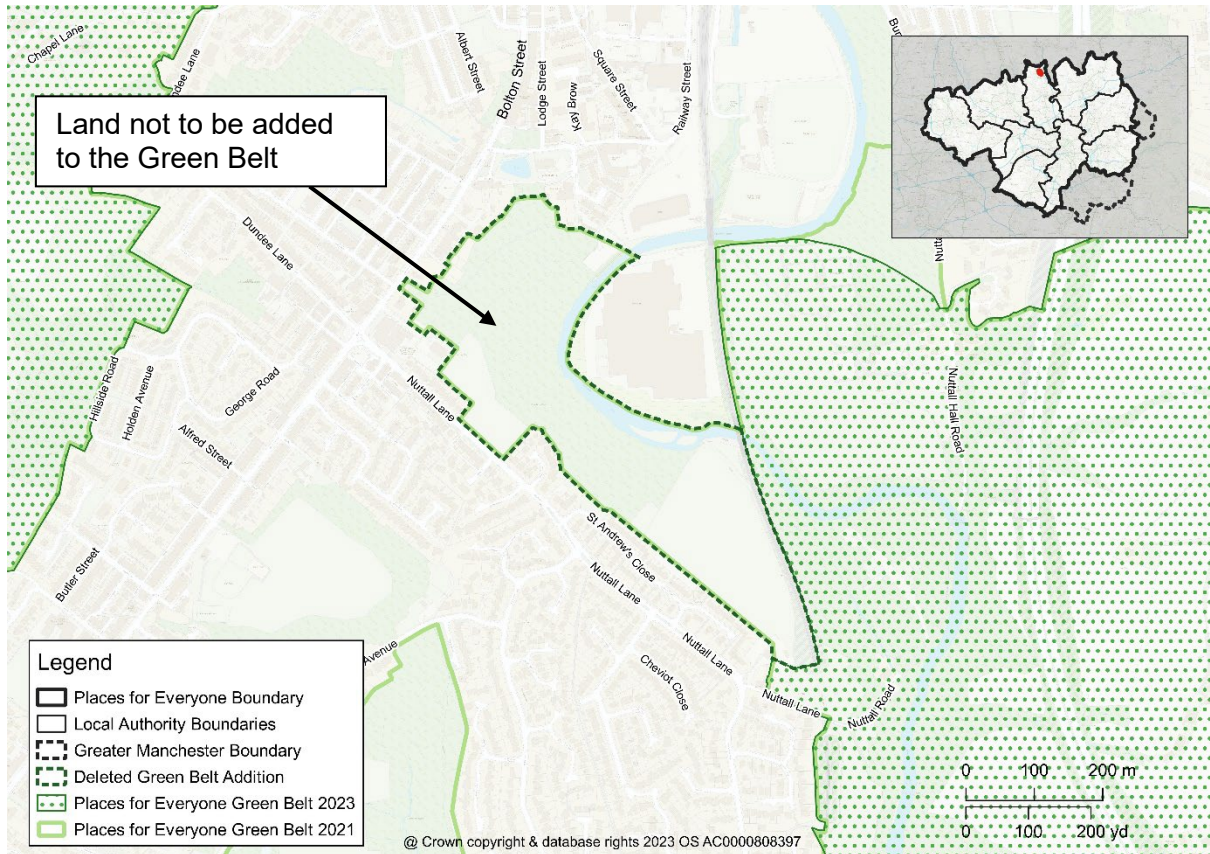 Chapel Lane
Dundee Lane
Albert Street
Bolton Street
Lodge Street
Kay Brow
Square Street
Railway Street
Land not to be added
to the Green Belt
Dundee Lane
Hillside Road
Holden Avenue
George Road
Alfred Street
Nuttall Lane
Butler Street
Nuttall Hall Road
St Andrew's Close
Nuttall Lane
Nuttall Lane
Cheviot Close
Nuttall Lane
Nuttall Road
Avenue
Legend
Places for Everyone Boundary
Local Authority Boundaries
Greater Manchester Boundary
Deleted Green Belt Addition
Places for Everyone Green Belt 2023
Places for Everyone Green Belt 2021
0 100 200 m
0 100 200 yd
@ Crown copyright & database rights 2023 OS AC0000808397